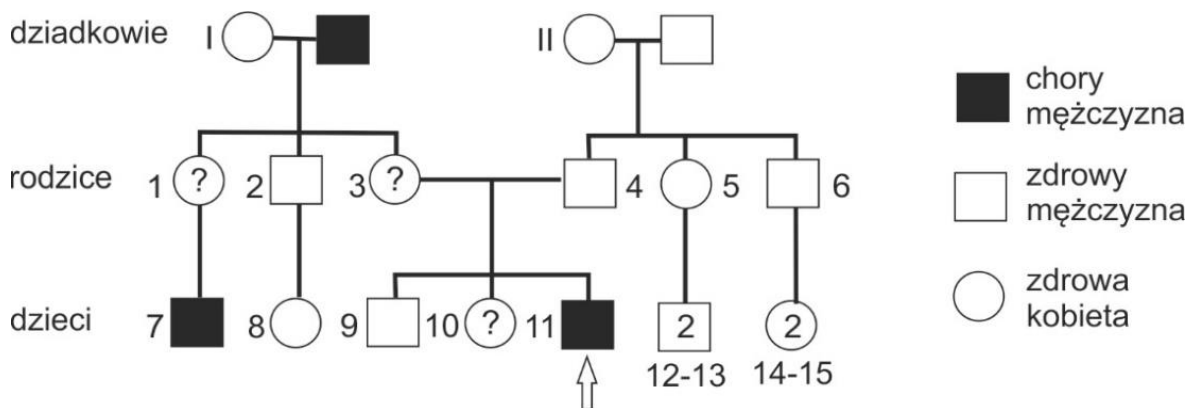 dziadkowie I II
chory
mężczyzna
rodzice 1 ? 2 3 ? 4 5 6
zdrowy
mężczyzna
dzieci 7 8 9 10 ? 11 2 2
12-13 14-15
zdrowa
kobieta